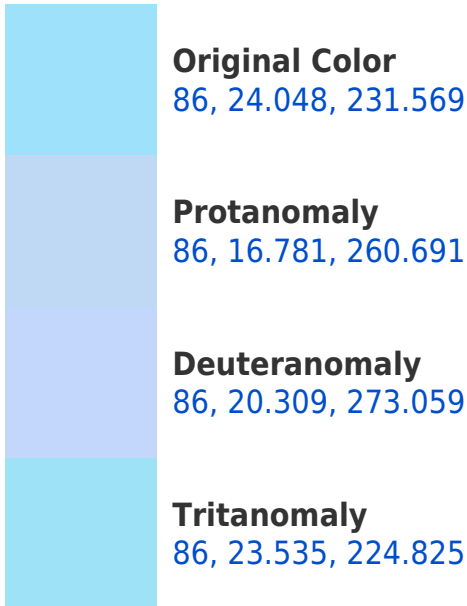 Original Color
86, 24.048, 231.569
Protanomaly
86, 16.781, 260.691
Deuteranomaly
86, 20.309, 273.059
Tritanomaly
86, 23.535, 224.825